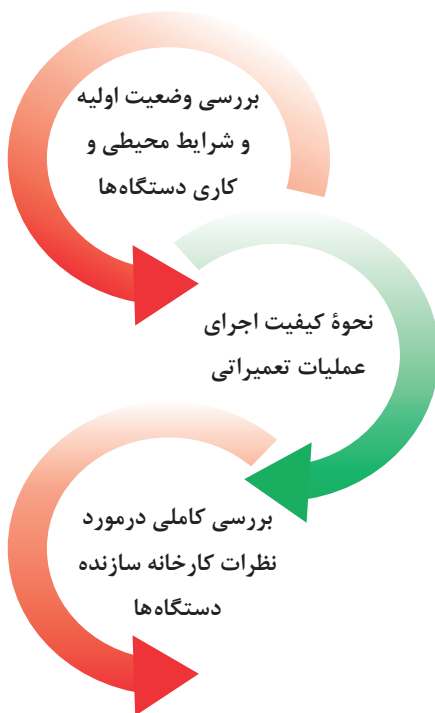 بررسی وضعیت اولیه
و شرایط محیطی و
کاری دستگاه‌ها
نحوۀ کیفیت اجرای
عملیات تعمیراتی
بررسی کاملی درمورد
نظرات کارخانه سازنده
دستگاه‌ها